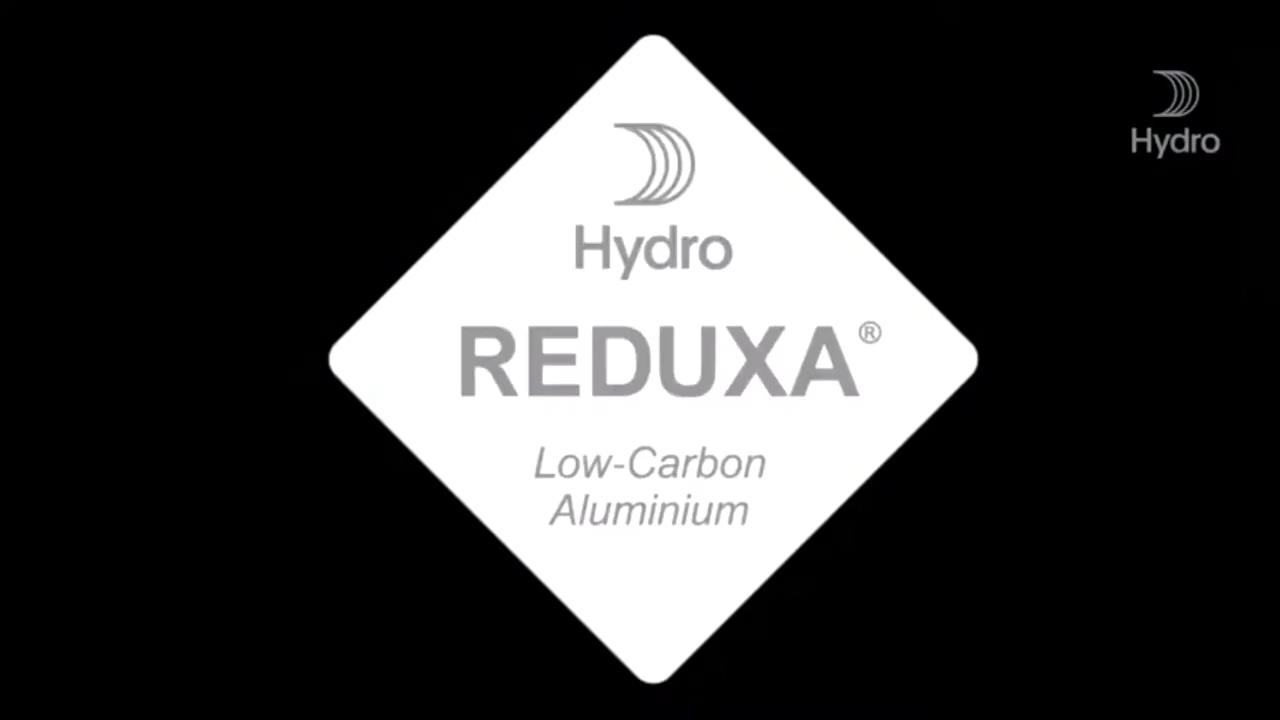 Hydro
Hydro
REDUXA®
Low-Carbon
Aluminium